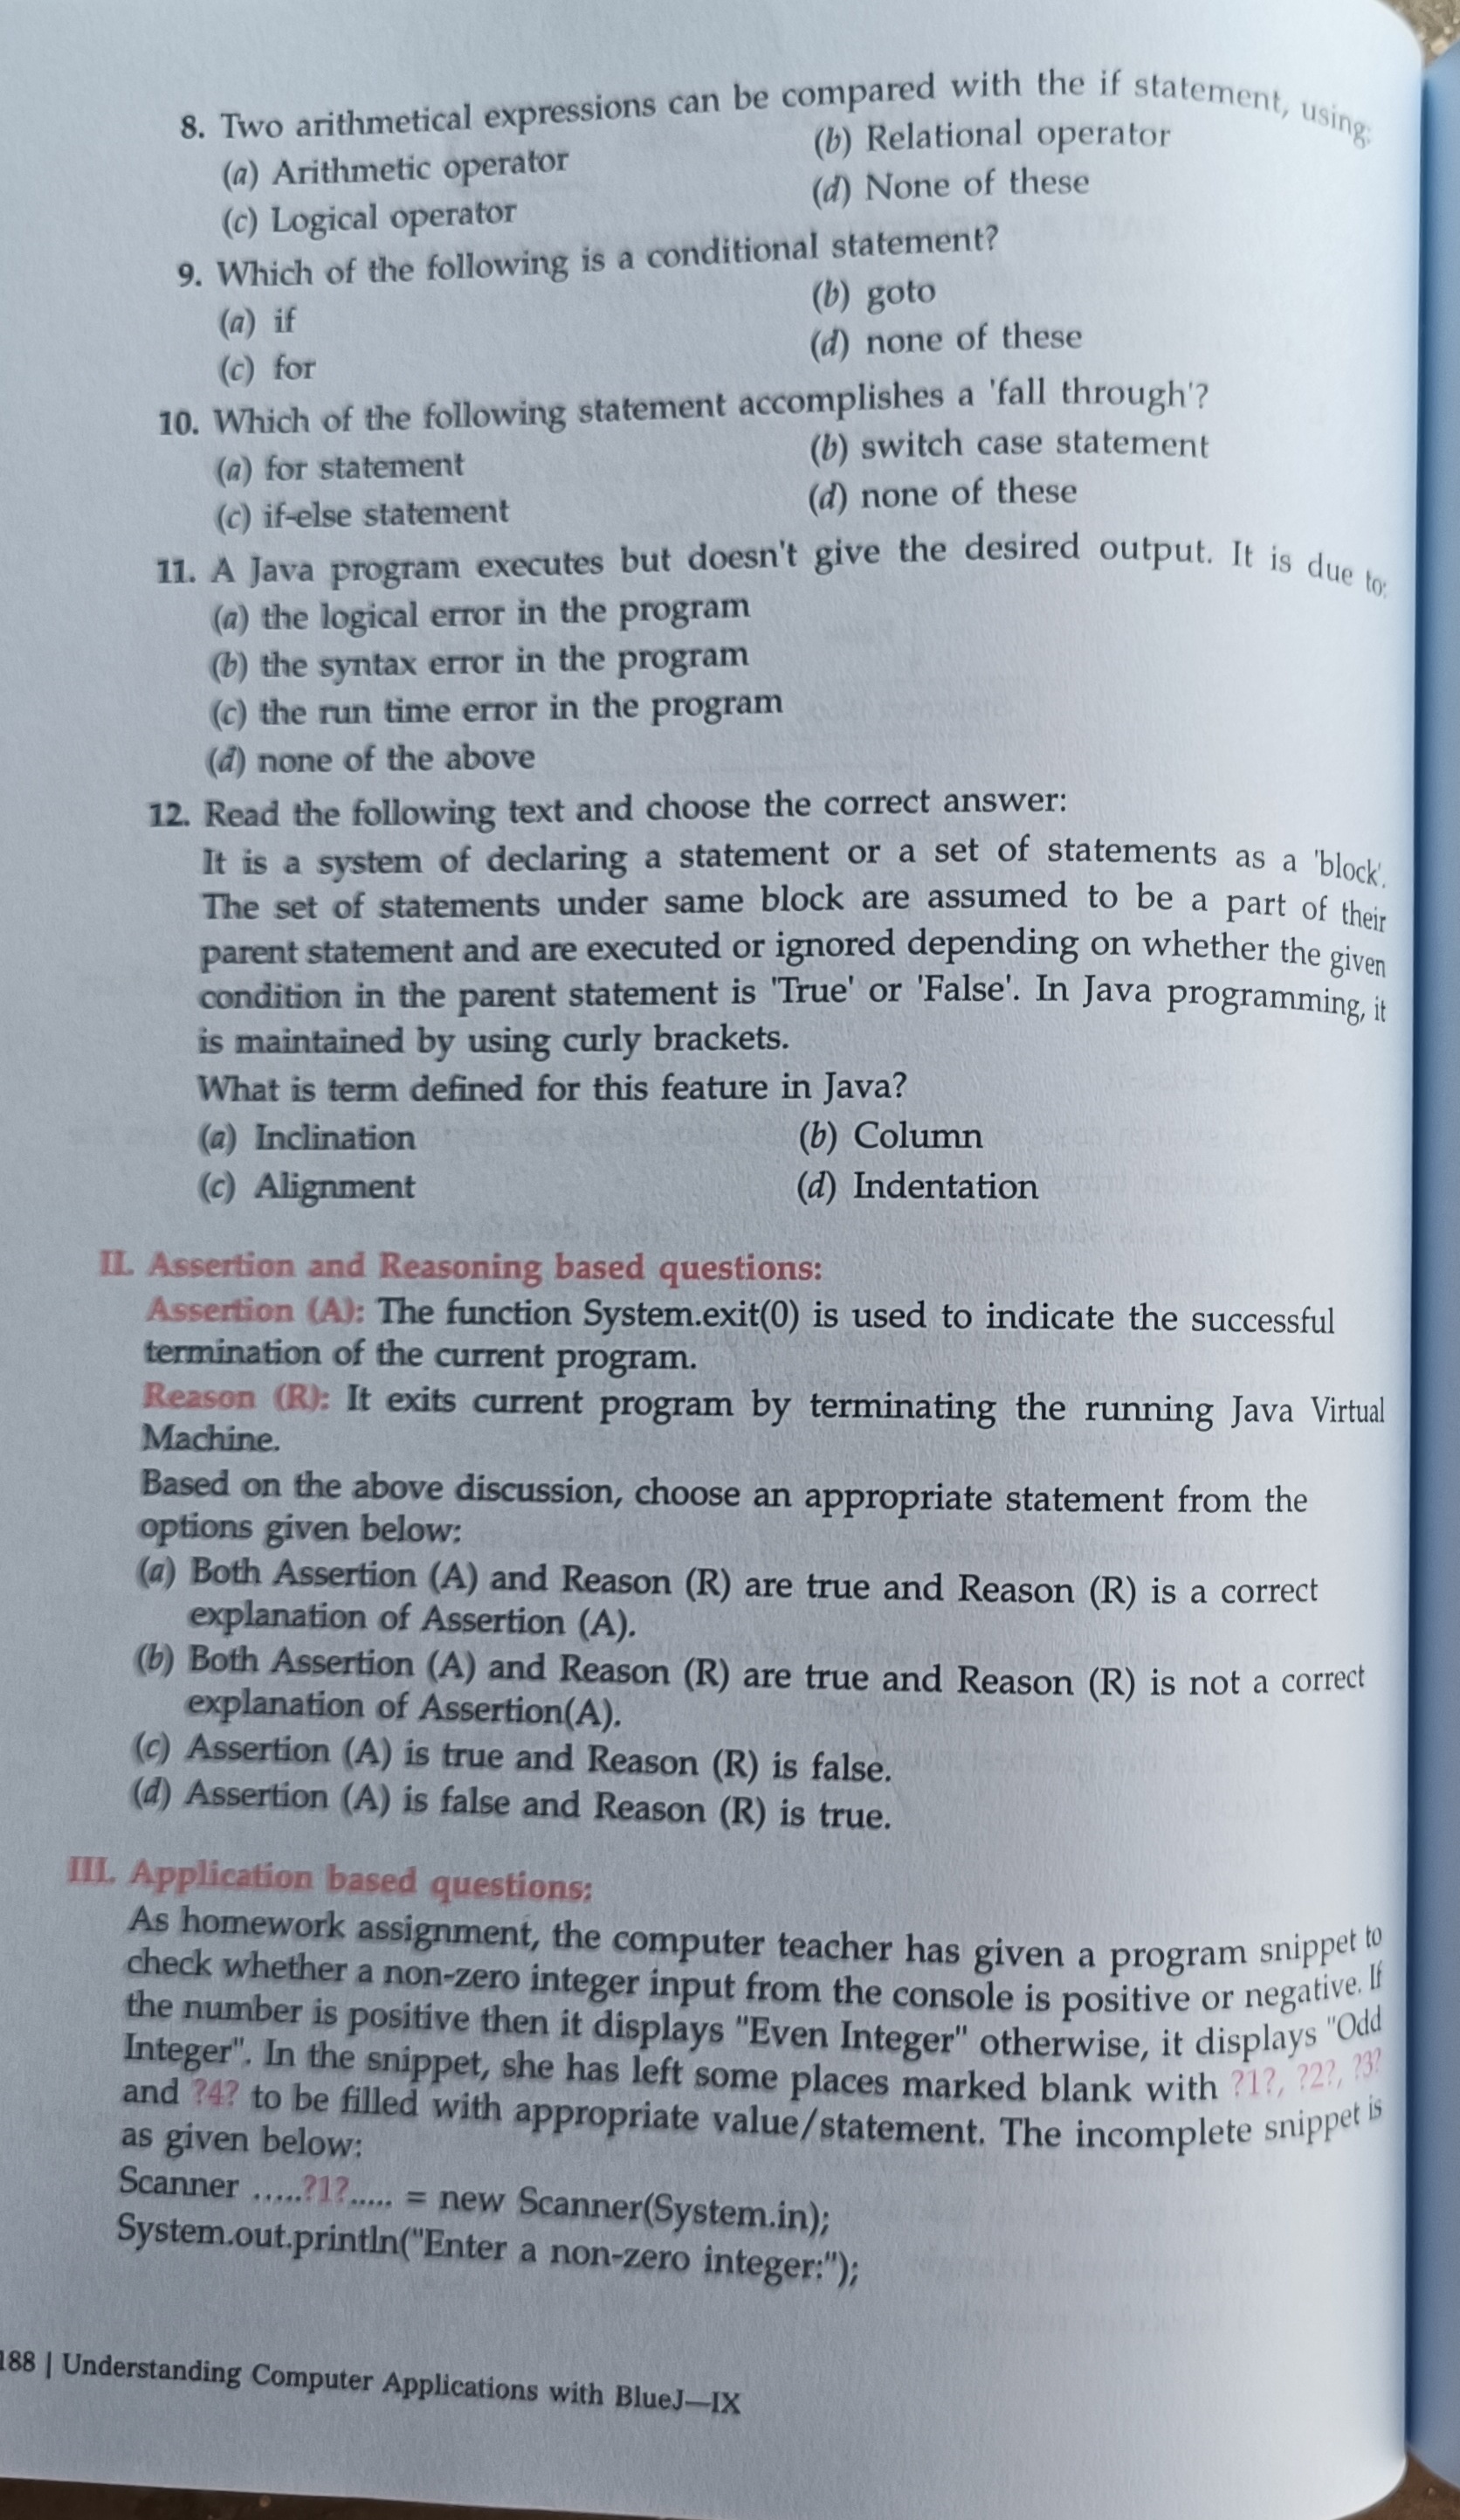 8. Two arithmetical expressions can be compared with the if statement, using:
(a) Arithmetic operator (b) Relational operator
(c) Logical operator (d) None of these
9. Which of the following is a conditional statement?
(a) if (b) goto
(c) for (d) none of these
10. Which of the following statement accomplishes a 'fall through'?
(a) for statement (b) switch case statement
(c) if-else statement (d) none of these
11. A Java program executes but doesn't give the desired output. It is due to:
(a) the logical error in the program
(b) the syntax error in the program
(c) the run time error in the program
(d) none of the above
12. Read the following text and choose the correct answer:
It is a system of declaring a statement or a set of statements as a 'block'.
The set of statements under same block are assumed to be a part of their
parent statement and are executed or ignored depending on whether the given
condition in the parent statement is 'True' or 'False'. In Java programming, it
is maintained by using curly brackets.
What is term defined for this feature in Java?
(a) Inclination (b) Column
(c) Alignment (d) Indentation
II. Assertion and Reasoning based questions:
Assertion (A): The function System.exit(0) is used to indicate the successful
termination of the current program.
Reason (R): It exits current program by terminating the running Java Virtual
Machine.
Based on the above discussion, choose an appropriate statement from the
options given below:
(a) Both Assertion (A) and Reason (R) are true and Reason (R) is a correct
explanation of Assertion (A).
(b) Both Assertion (A) and Reason (R) are true and Reason (R) is not a correct
explanation of Assertion(A).
(c) Assertion (A) is true and Reason (R) is false.
(d) Assertion (A) is false and Reason (R) is true.
III. Application based questions:
As homework assignment, the computer teacher has given a program snippet to
check whether a non-zero integer input from the console is positive or negative. If
the number is positive then it displays "Even Integer" otherwise, it displays "Odd
Integer". In the snippet, she has left some places marked blank with ?1?, ?2?, ?3?
and ?4? to be filled with appropriate value/statement. The incomplete snippet is
as given below:
Scanner .....?1?..... = new Scanner(System.in);
System.out.println("Enter a non-zero integer:");
188 | Understanding Computer Applications with BlueJ—IX